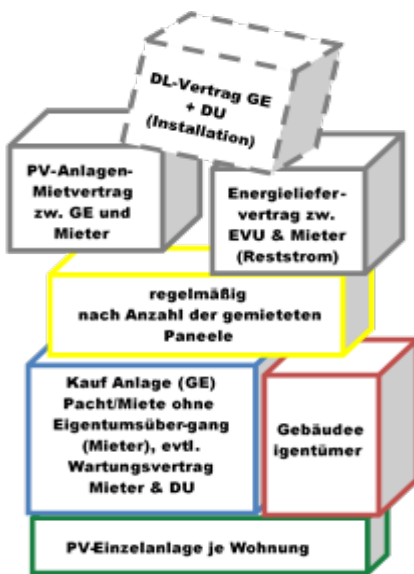 DL-Vertrag GE
+ DU
(Installation)
PV-Anlagen-
Mietvertrag
zw. GE und
Mieter
Energieliefer-
vertrag zw.
EVU & Mieter
(Reststrom)
regelmäßig
nach Anzahl der gemieteten
Paneele
Kauf Anlage (GE)
Pacht/Miete ohne
Eigentumsüber-gang
(Mieter), evtl.
Wartungsvertrag
Mieter & DU
Gebäudee
igentümer
PV-Einzelanlage je Wohnung